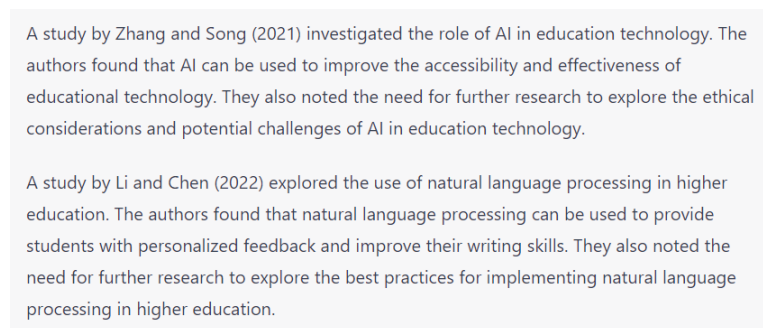 A study by Zhang and Song (2021) investigated the role of AI in education technology. The
authors found that AI can be used to improve the accessibility and effectiveness of
educational technology. They also noted the need for further research to explore the ethical
considerations and potential challenges of AI in education technology.
A study by Li and Chen (2022) explored the use of natural language processing in higher
education. The authors found that natural language processing can be used to provide
students with personalized feedback and improve their writing skills. They also noted the
need for further research to explore the best practices for implementing natural language
processing in higher education.